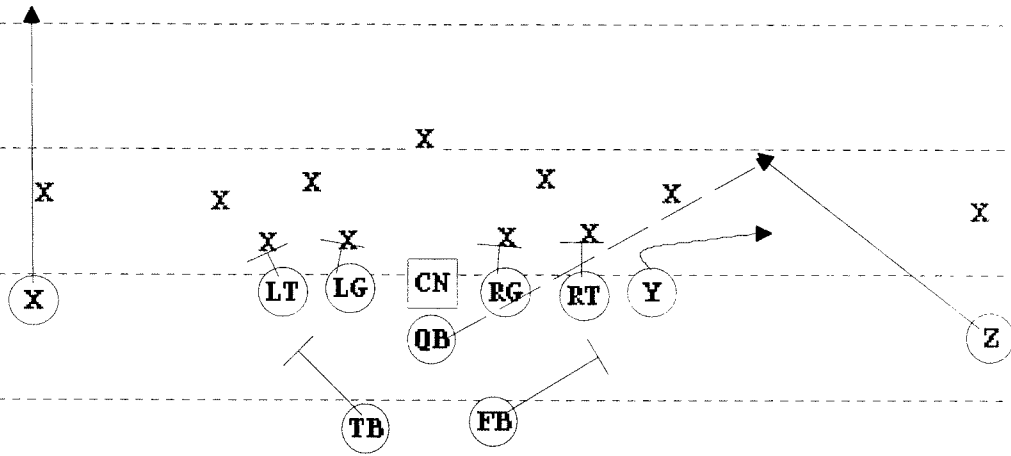 X
X X
X X X X
X X X X X
X LT LG CN RG RT Y
QB Z
TB FB